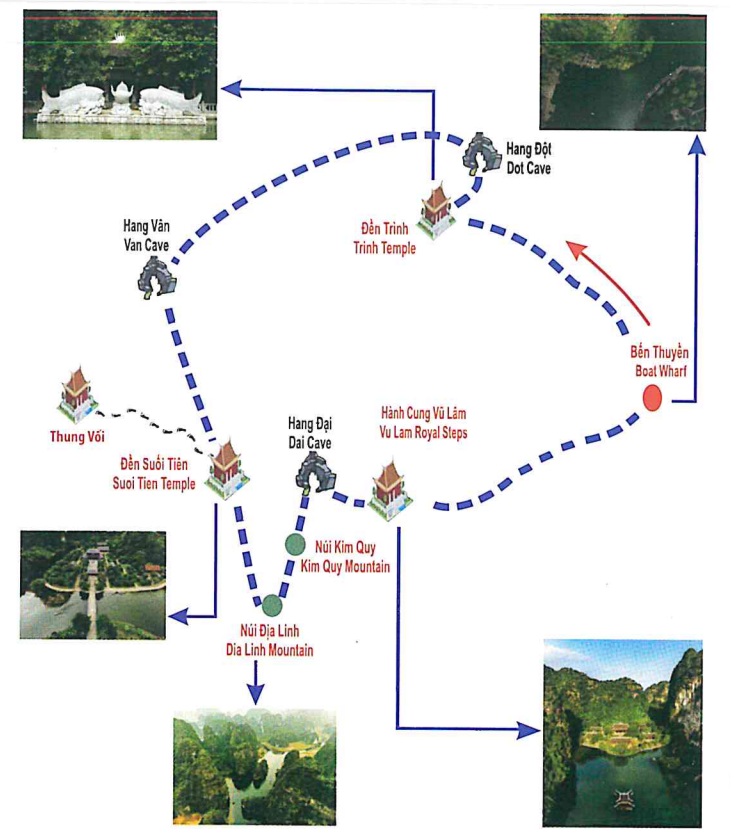 Hang Đột
Dot Cave
Đền Trình
Trinh Temple
Hang Vân
Van Cave
Bến Thuyền
Boat Wharf
Hành Cung Vũ Lâm
Vu Lam Royal Steps
Hang Đại
Dai Cave
Thung Vối
Đền Suối Tiên
Suoi Tien Temple
Núi Kim Quy
Kim Quy Mountain
Núi Địa Linh
Dia Linh Mountain